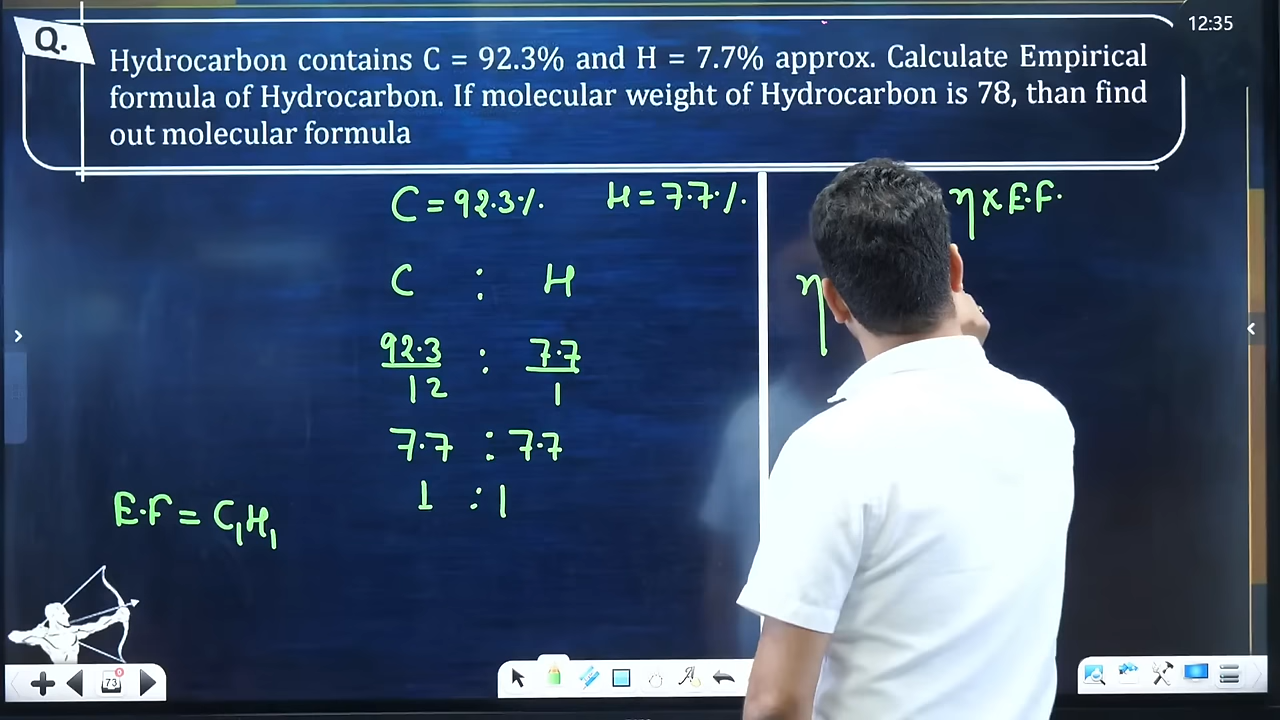 12:35
Q.
Hydrocarbon contains C = 92.3% and H = 7.7% approx. Calculate Empirical
formula of Hydrocarbon. If molecular weight of Hydrocarbon is 78, than find
out molecular formula
C = 92.3% H = 7.7%
C : H
92.3/12 : 7.7/1
7.7 : 7.7
1 : 1
E.F = C₁H₁
η × E.F.
η
73